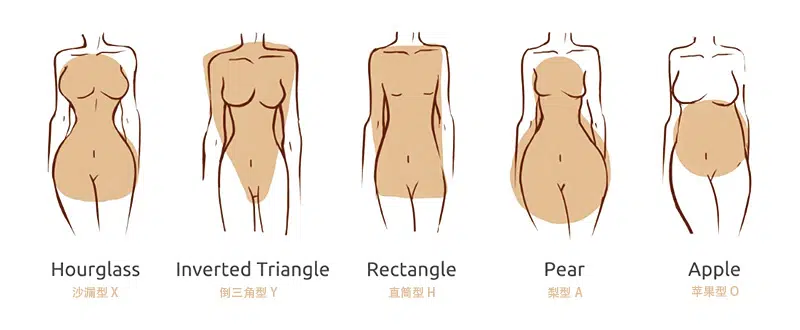 Hourglass
沙漏型 X
Inverted Triangle
倒三角型 Y
Rectangle
直筒型 H
Pear
梨型 A
Apple
苹果型 O